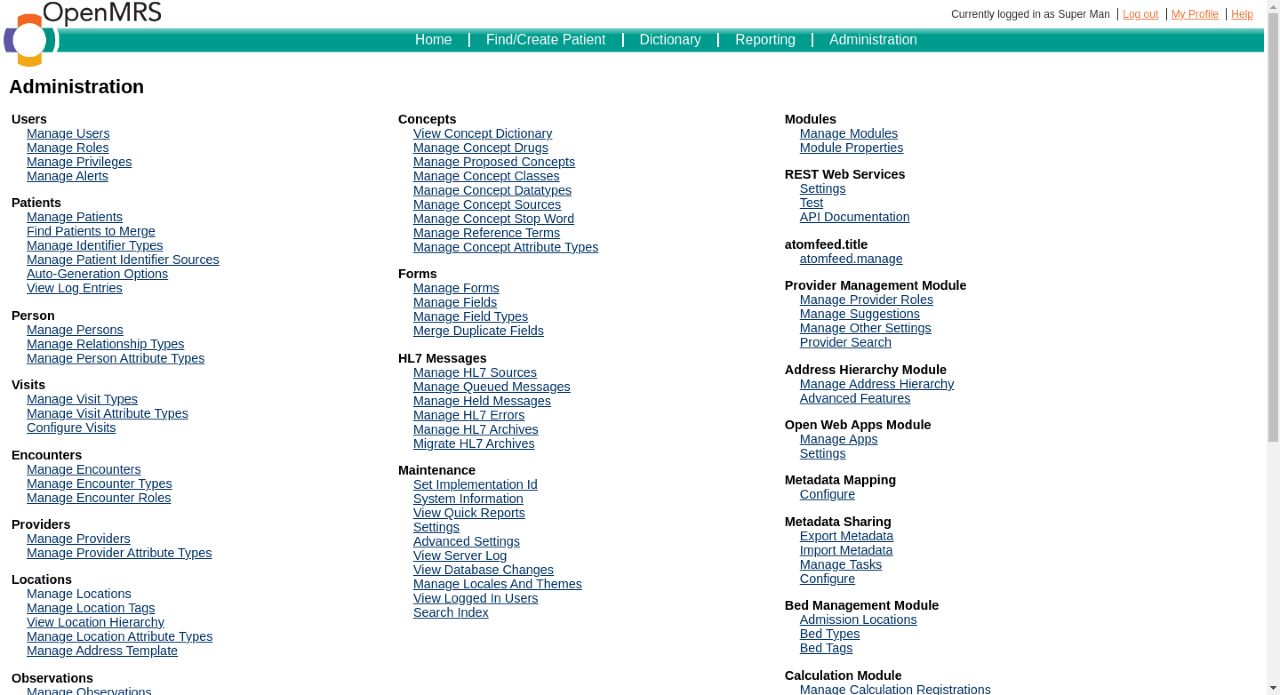 OpenMRS
Currently logged in as Super Man Log out My Profile Help
Home Find/Create Patient Dictionary Reporting Administration
Administration
Users
Manage Users
Manage Roles
Manage Privileges
Manage Alerts
Patients
Manage Patients
Find Patients to Merge
Manage Identifier Types
Manage Patient Identifier Sources
Auto-Generation Options
View Log Entries
Person
Manage Persons
Manage Relationship Types
Manage Person Attribute Types
Visits
Manage Visit Types
Manage Visit Attribute Types
Configure Visits
Encounters
Manage Encounters
Manage Encounter Types
Manage Encounter Roles
Providers
Manage Providers
Manage Provider Attribute Types
Locations
Manage Locations
Manage Location Tags
View Location Hierarchy
Manage Location Attribute Types
Manage Address Template
Observations
Manage Observations
Concepts
View Concept Dictionary
Manage Concept Drugs
Manage Proposed Concepts
Manage Concept Classes
Manage Concept Datatypes
Manage Concept Sources
Manage Concept Stop Word
Manage Reference Terms
Manage Concept Attribute Types
Forms
Manage Forms
Manage Fields
Manage Field Types
Merge Duplicate Fields
HL7 Messages
Manage HL7 Sources
Manage Queued Messages
Manage Held Messages
Manage HL7 Errors
Manage HL7 Archives
Migrate HL7 Archives
Maintenance
Set Implementation Id
System Information
View Quick Reports
Settings
Advanced Settings
View Server Log
View Database Changes
Manage Locales And Themes
View Logged In Users
Search Index
Modules
Manage Modules
Module Properties
REST Web Services
Settings
Test
API Documentation
atomfeed.title
atomfeed.manage
Provider Management Module
Manage Provider Roles
Manage Suggestions
Manage Other Settings
Provider Search
Address Hierarchy Module
Manage Address Hierarchy
Advanced Features
Open Web Apps Module
Manage Apps
Settings
Metadata Mapping
Configure
Metadata Sharing
Export Metadata
Import Metadata
Manage Tasks
Configure
Bed Management Module
Admission Locations
Bed Types
Bed Tags
Calculation Module
Manage Calculation Registrations